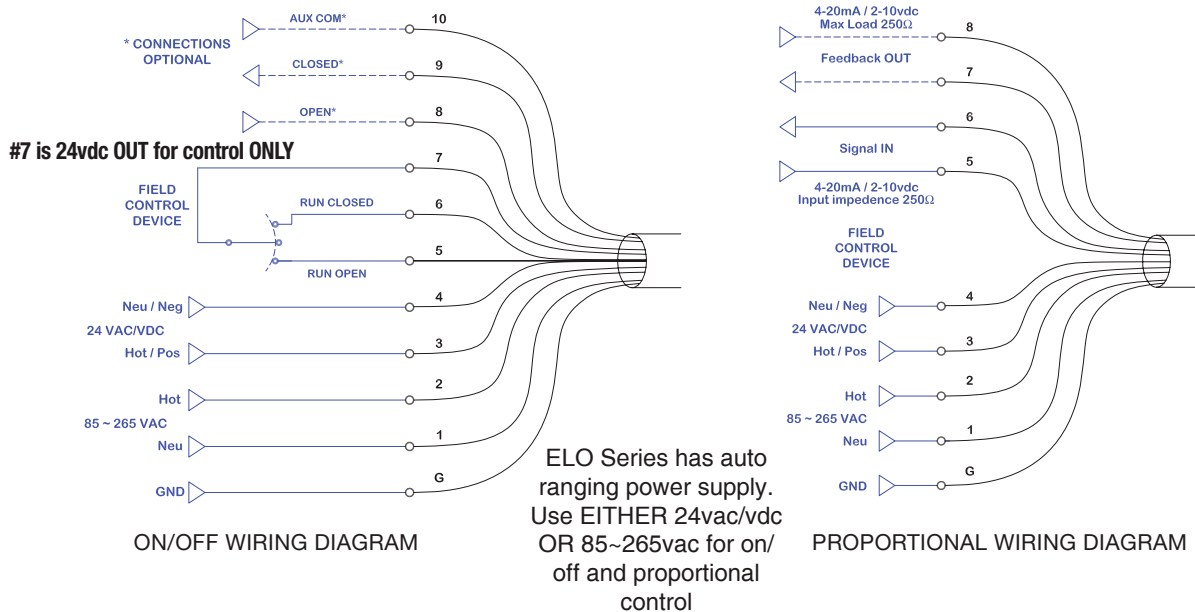 10
AUX COM*
* CONNECTIONS
OPTIONAL
9
CLOSED*
8
OPEN*
#7 is 24vdc OUT for control ONLY
7
FIELD
CONTROL
DEVICE
RUN CLOSED
6
5
RUN OPEN
4
Neu / Neg
24 VAC/VDC
3
Hot / Pos
2
Hot
85 ~ 265 VAC
1
Neu
G
GND
ON/OFF WIRING DIAGRAM
ELO Series has auto
ranging power supply.
Use EITHER 24vac/vdc
OR 85~265vac for on/
off and proportional
control
4-20mA / 2-10vdc
Max Load 250Ω
8
Feedback OUT
7
6
Signal IN
5
4-20mA / 2-10vdc
Input impedence 250Ω
FIELD
CONTROL
DEVICE
4
Neu / Neg
24 VAC/VDC
3
Hot / Pos
2
Hot
85 ~ 265 VAC
1
Neu
G
GND
PROPORTIONAL WIRING DIAGRAM